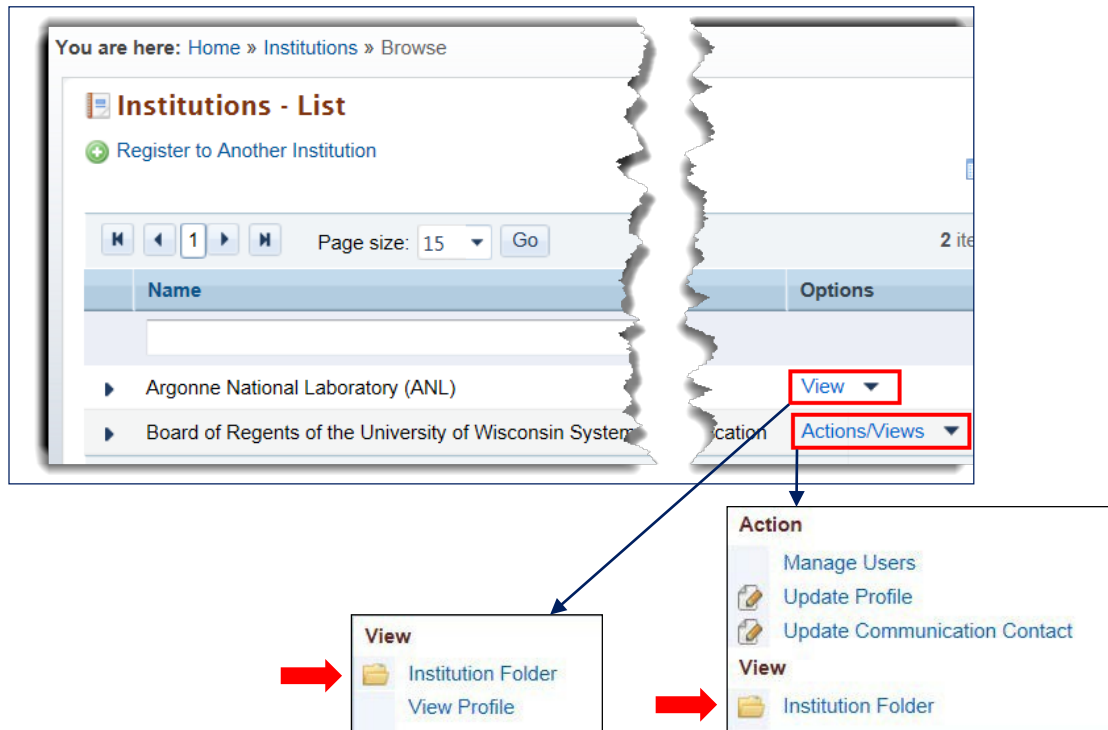 You are here: Home » Institutions » Browse
Institutions - List
Register to Another Institution
1 Page size: 15 Go 2
Name Options
Argonne National Laboratory (ANL) View
Board of Regents of the University of Wisconsin System Actions/Views
Action
Manage Users
Update Profile
Update Communication Contact
View
Institution Folder
View
Institution Folder
View Profile